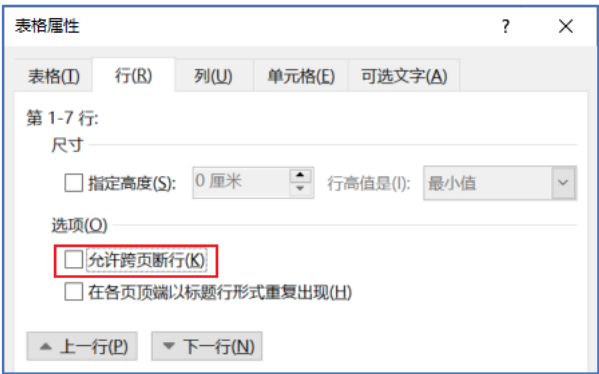 表格属性 ?
表格(T) 行(R) 列(U) 单元格(E) 可选文字(A)
第 1-7 行:
尺寸
指定高度(S): 0 厘米 行高值是(I): 最小值
选项(O)
允许跨页断行(K)
在各页顶端以标题行形式重复出现(H)
上一行(P) 下一行(N)